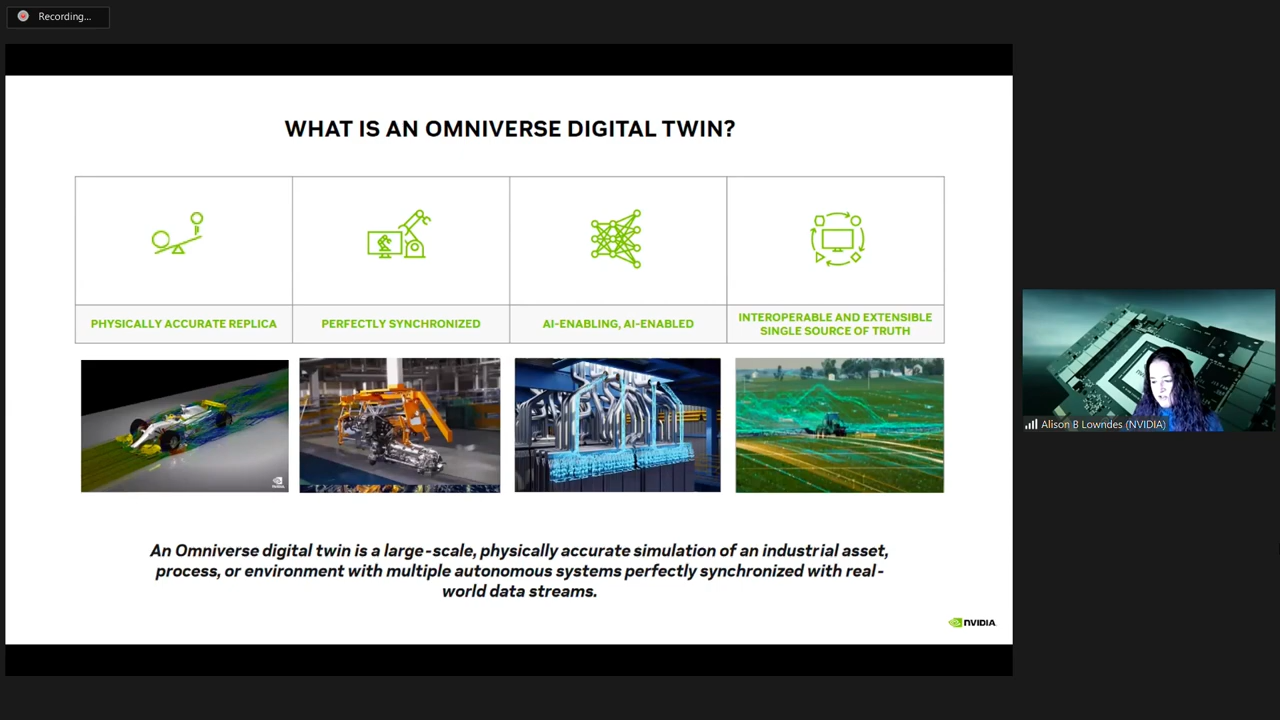 Recording...
WHAT IS AN OMNIVERSE DIGITAL TWIN?
PHYSICALLY ACCURATE REPLICA
PERFECTLY SYNCHRONIZED
AI-ENABLING, AI-ENABLED
INTEROPERABLE AND EXTENSIBLE
SINGLE SOURCE OF TRUTH
NVIDIA.
An Omniverse digital twin is a large-scale, physically accurate simulation of an industrial asset,
process, or environment with multiple autonomous systems perfectly synchronized with real-
world data streams.
NVIDIA.
Alison B Lowndes (NVIDIA)